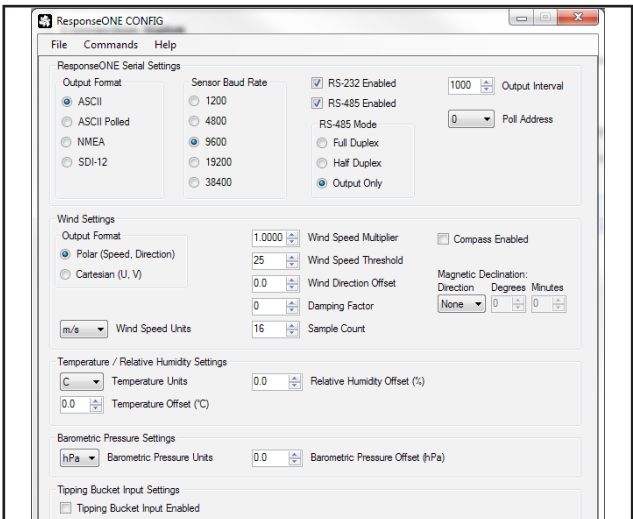 ResponseONE CONFIG
File Commands Help
ResponseONE Serial Settings
Output Format
ASCII
ASCII Polled
NMEA
SDI-12
Sensor Baud Rate
1200
4800
9600
19200
38400
RS-232 Enabled
RS-485 Enabled
RS-485 Mode
Full Duplex
Half Duplex
Output Only
1000 Output Interval
0 Poll Address
Wind Settings
Output Format
Polar (Speed, Direction)
Cartesian (U, V)
m/s Wind Speed Units
1.0000 Wind Speed Multiplier
25 Wind Speed Threshold
0.0 Wind Direction Offset
0 Damping Factor
16 Sample Count
Compass Enabled
Magnetic Declination:
Direction Degrees Minutes
None 0 0
Temperature / Relative Humidity Settings
C Temperature Units
0.0 Temperature Offset (°C)
0.0 Relative Humidity Offset (%)
Barometric Pressure Settings
hPa Barometric Pressure Units
0.0 Barometric Pressure Offset (hPa)
Tipping Bucket Input Settings
Tipping Bucket Input Enabled